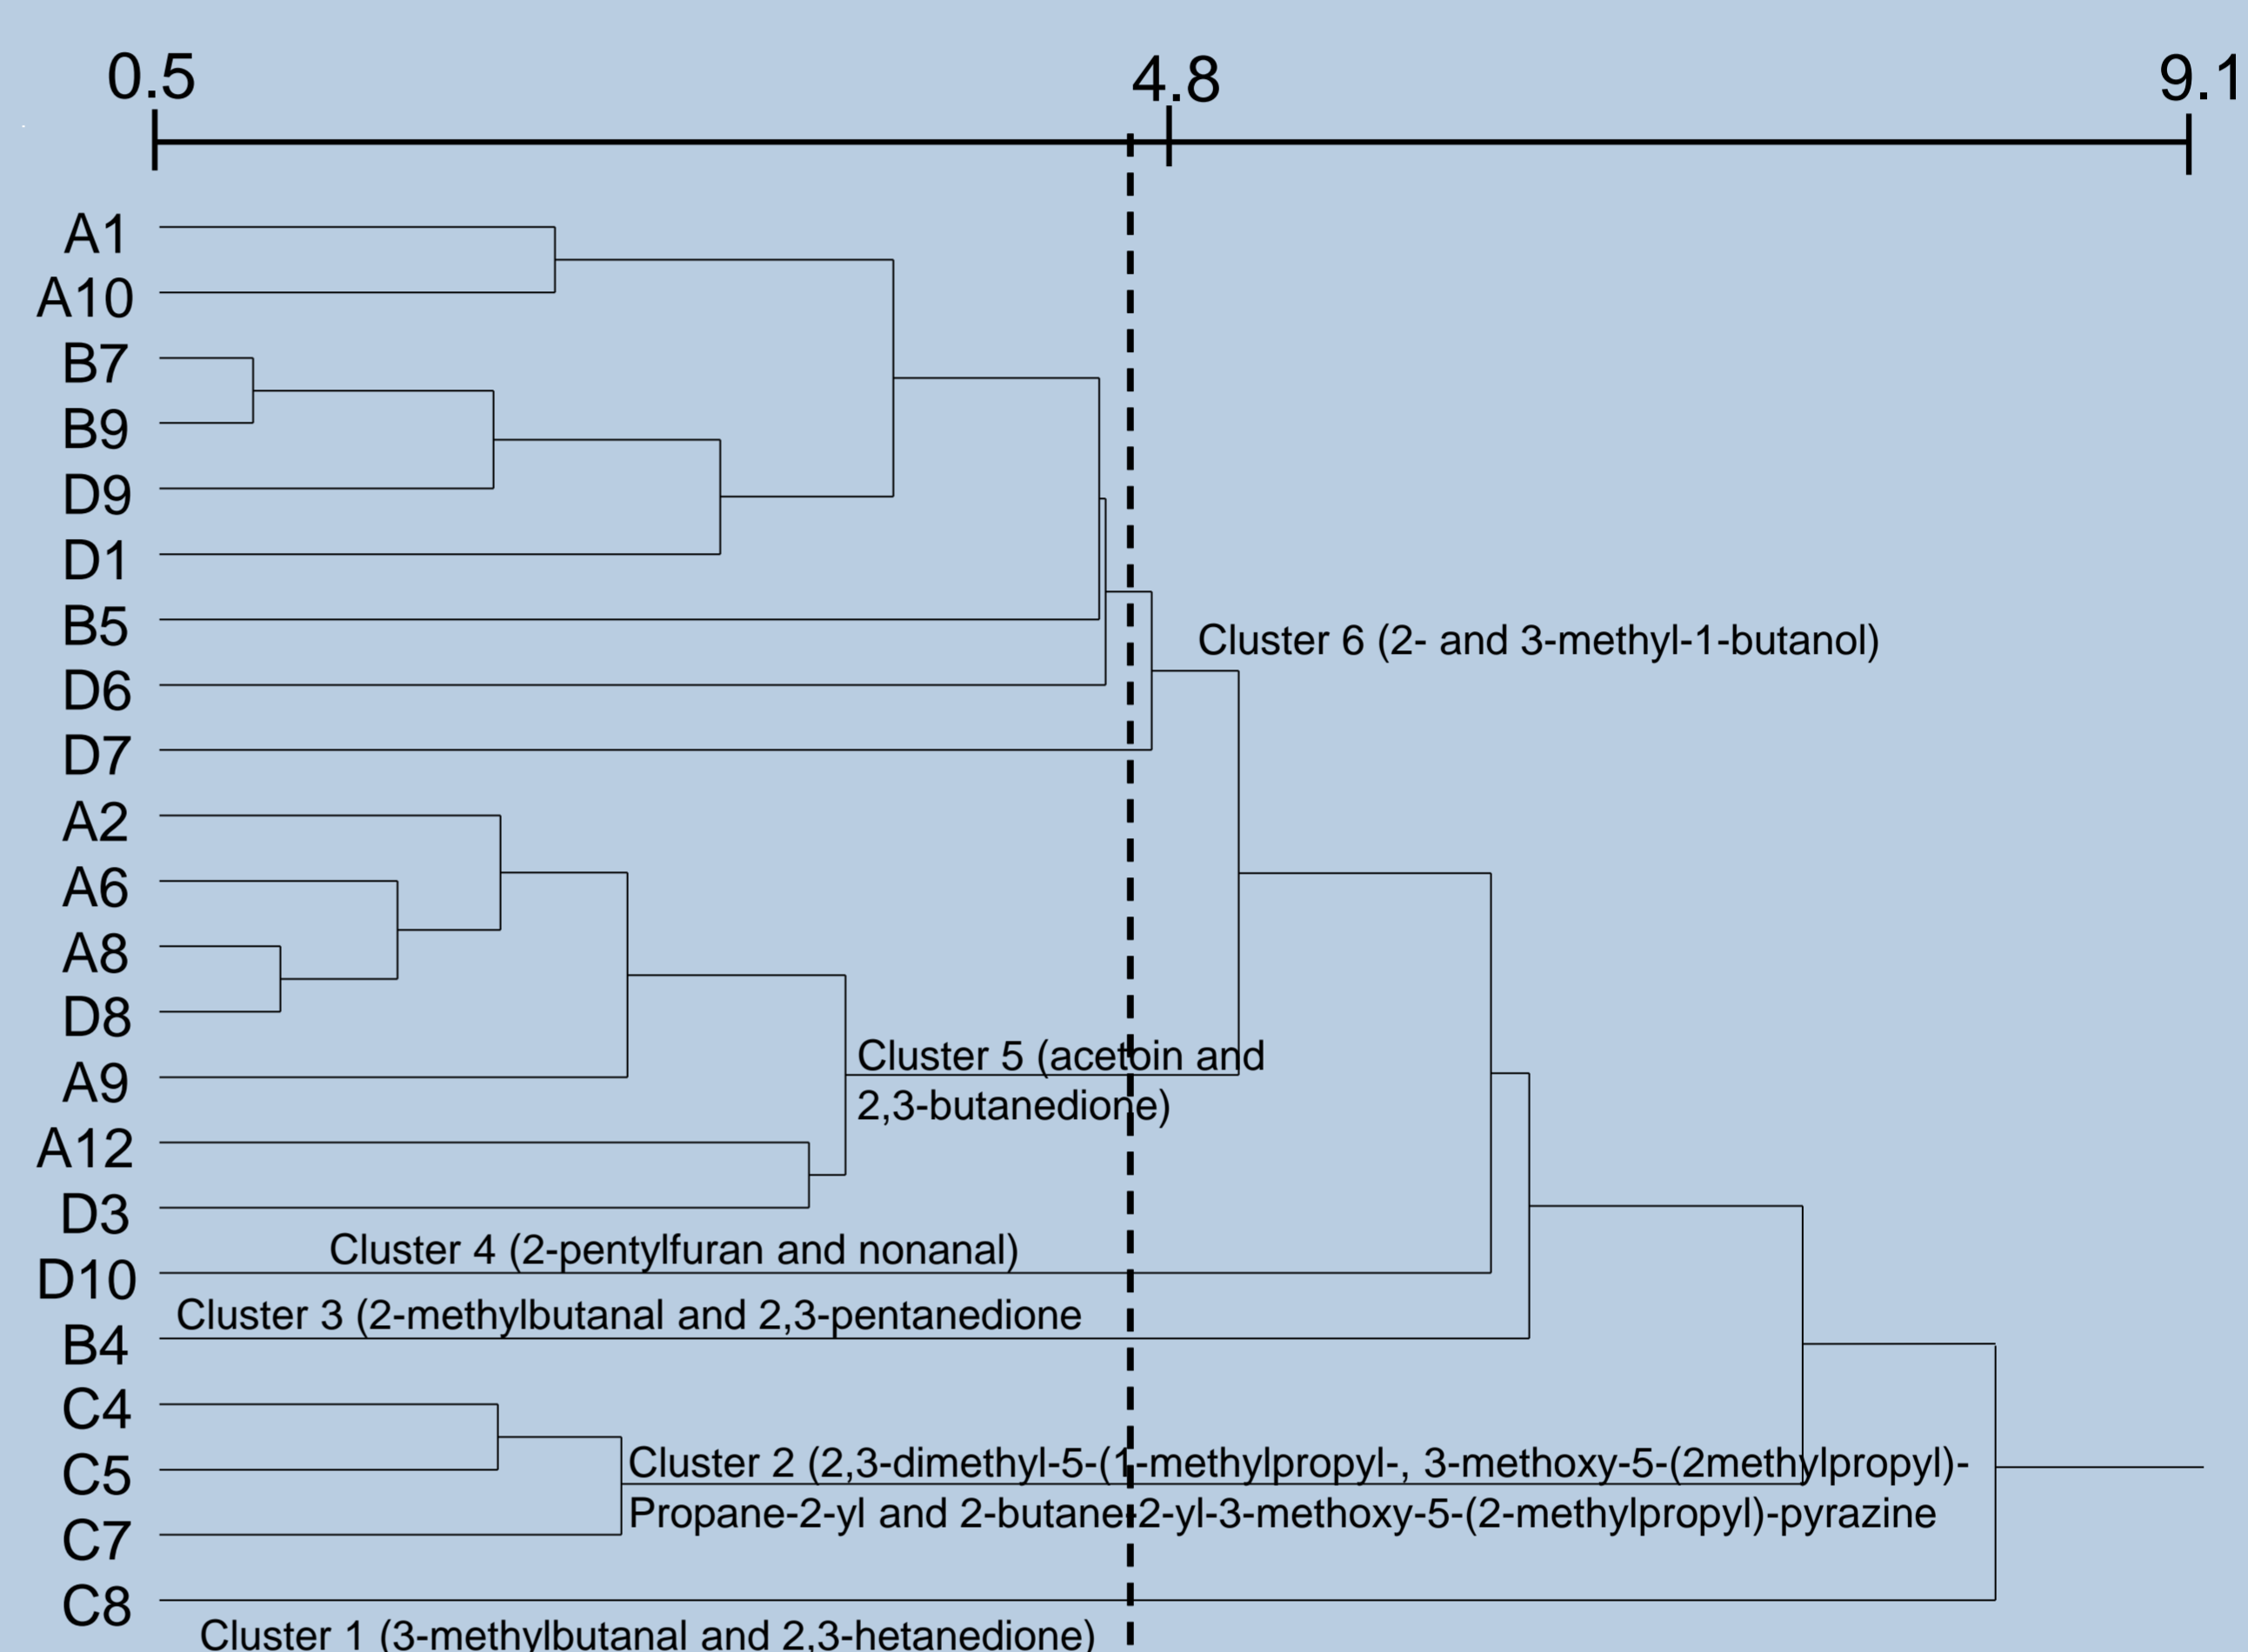 0.5 4.8 9.1
A1
A10
B7
B9
D9
D1
B5
Cluster 6 (2- and 3-methyl-1-butanol)
D6
D7
A2
A6
A8
D8
Cluster 5 (acetoin and
2,3-butanedione)
A9
A12
D3
Cluster 4 (2-pentylfuran and nonanal)
D10
Cluster 3 (2-methylbutanal and 2,3-pentanedione
B4
C4
C5
Cluster 2 (2,3-dimethyl-5-(1-methylpropyl-, 3-methoxy-5-(2methylpropyl)-
Propane-2-yl and 2-butane-2-yl-3-methoxy-5-(2-methylpropyl)-pyrazine
C7
C8
Cluster 1 (3-methylbutanal and 2,3-hetanedione)